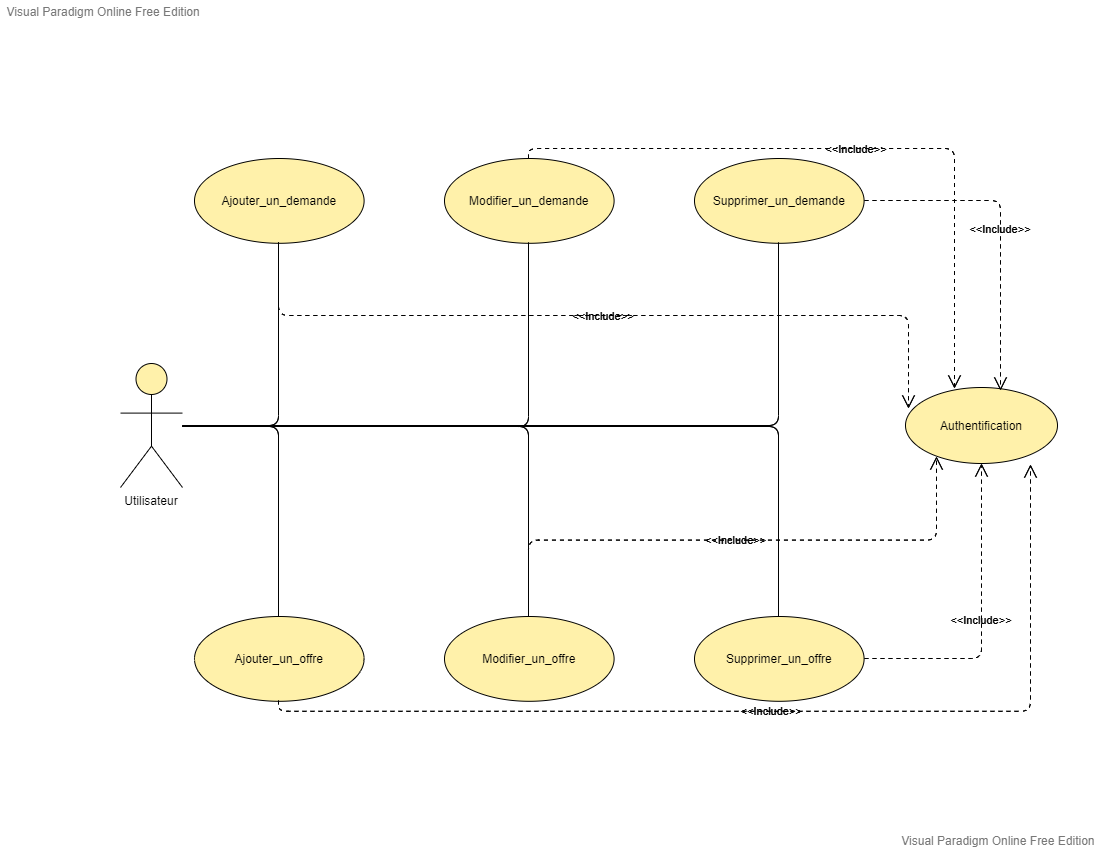 Visual Paradigm Online Free Edition
<<Include>>
Ajouter_un_demande
Modifier_un_demande
Supprimer_un_demande
<<Include>>
<<Include>>
Authentification
Utilisateur
<<Include>>
<<Include>>
Ajouter_un_offre
Modifier_un_offre
Supprimer_un_offre
<<Include>>
Visual Paradigm Online Free Edition